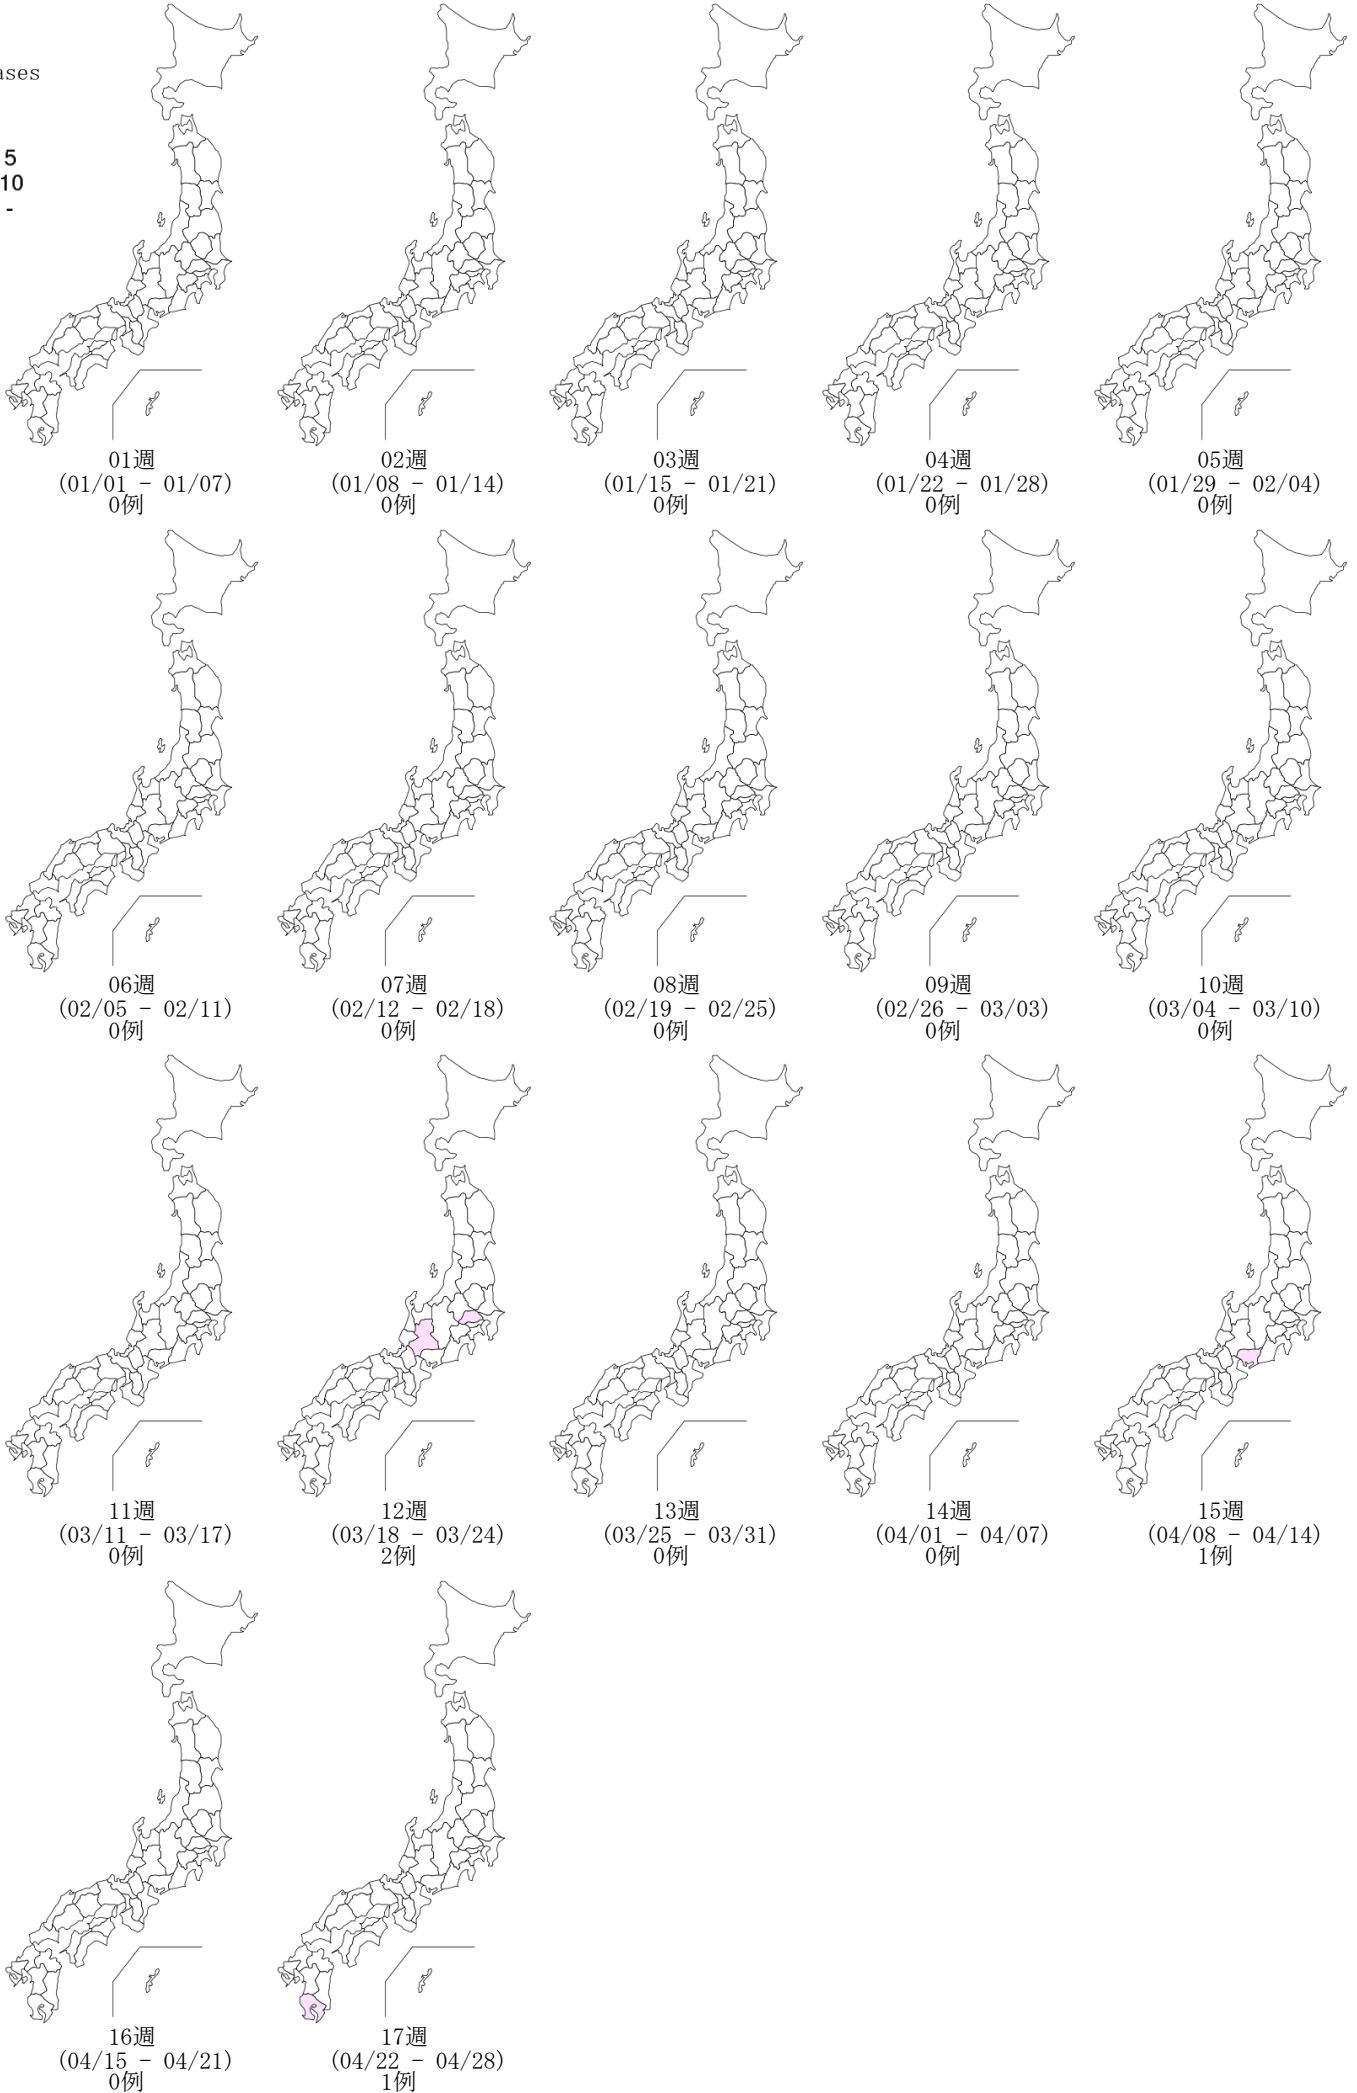 5
10
-
01週
(01/01 - 01/07)
0例
02週
(01/08 - 01/14)
0例
03週
(01/15 - 01/21)
0例
04週
(01/22 - 01/28)
0例
05週
(01/29 - 02/04)
0例
06週
(02/05 - 02/11)
0例
07週
(02/12 - 02/18)
0例
08週
(02/19 - 02/25)
0例
09週
(02/26 - 03/03)
0例
10週
(03/04 - 03/10)
0例
11週
(03/11 - 03/17)
0例
12週
(03/18 - 03/24)
2例
13週
(03/25 - 03/31)
0例
14週
(04/01 - 04/07)
0例
15週
(04/08 - 04/14)
1例
16週
(04/15 - 04/21)
0例
17週
(04/22 - 04/28)
1例